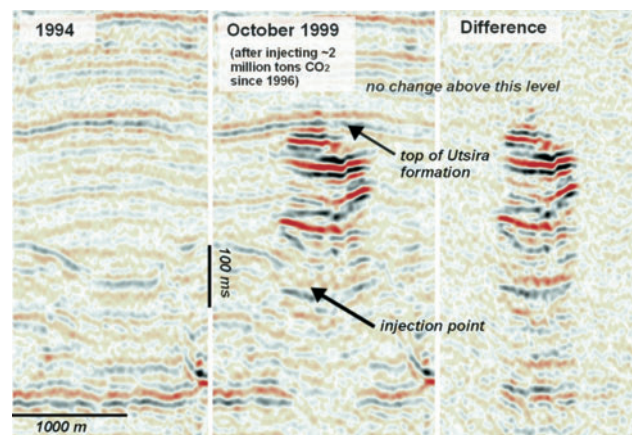 1994
October 1999
(after injecting ~2
million tons CO₂
since 1996)
Difference
no change above this level
top of Utsira
formation
100 ms
injection point
1000 m